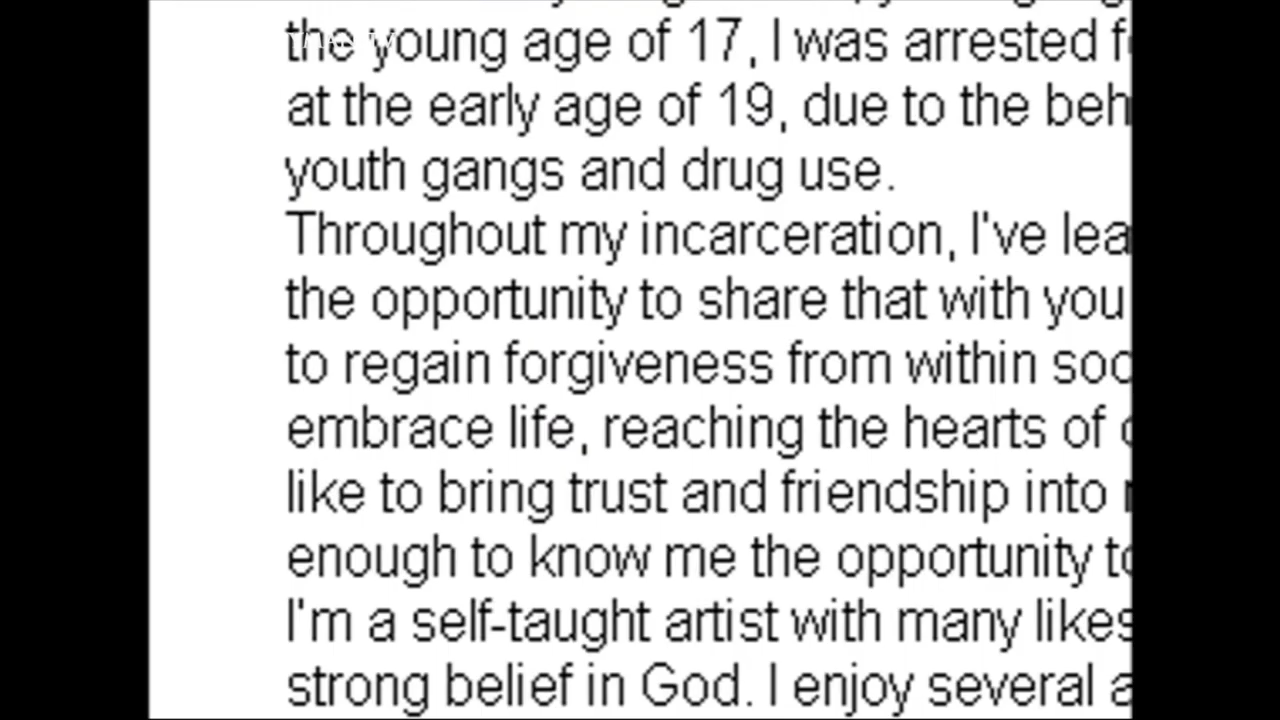 the young age of 17, I was arrested
at the early age of 19, due to the
youth gangs and drug use.
Throughout my incarceration, I've
the opportunity to share that with you
to regain forgiveness from within
embrace life, reaching the hearts of
like to bring trust and friendship into
enough to know me the opportunity
I'm a self-taught artist with many likes
strong belief in God. I enjoy several